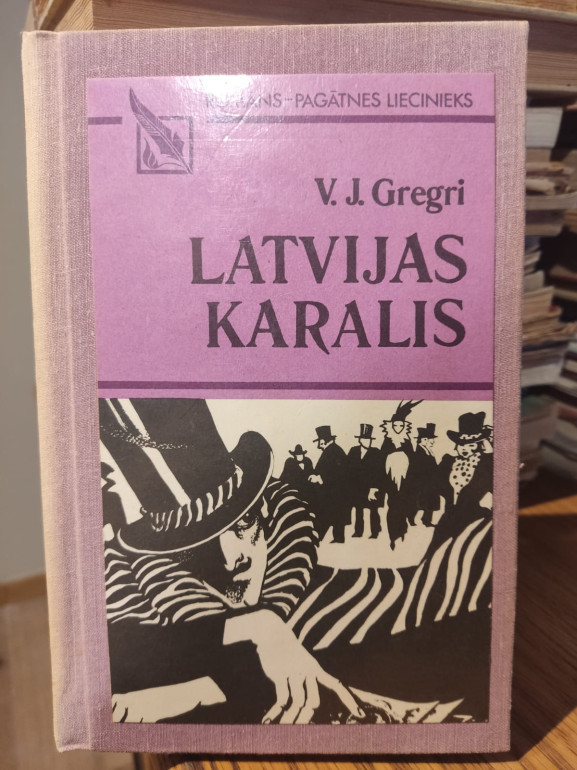 ROMĀNS–PAGĀTNES LIECINIEKS
V. J. Gregri
LATVIJAS
KARALIS